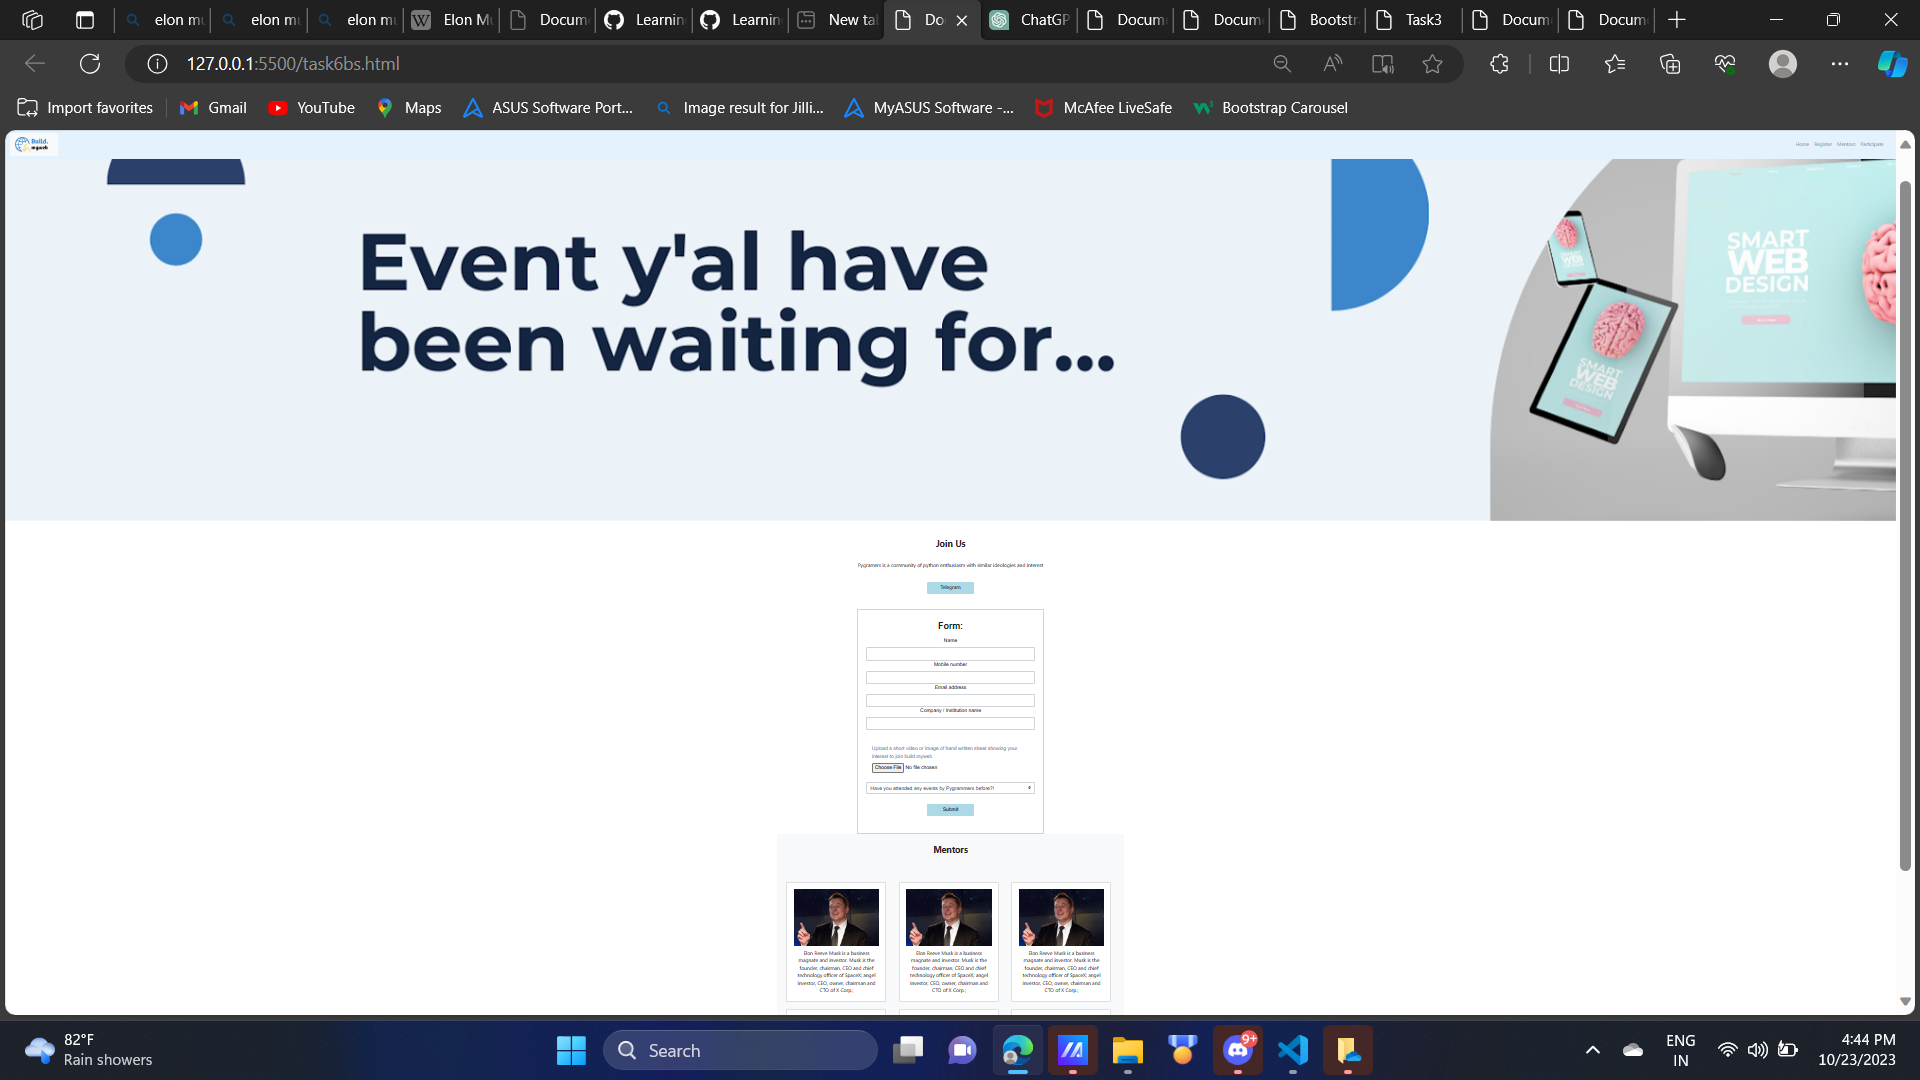 elon mu
elon mu
elon mu
Elon Mu
Docum
Learnin
Learnin
New tab
Do
ChatGP
Docum
Docum
Bootstr
Task3
Docum
Docum
127.0.0.1:5500/task6bs.html
Import favorites
Gmail
YouTube
Maps
ASUS Software Port...
Image result for Jilli...
MyASUS Software -...
McAfee LiveSafe
Bootstrap Carousel
Build.
myweb
Home Register Mentors Participate
Event y'al have
been waiting for...
SMART
WEB
DESIGN
SMART
WEB
DESIGN
SMART
WEB
DESIGN
Join Us
Pygramers is a community of python enthusiasm with similar ideologies and interest
Telegram
Form:
Name
Mobile number
Email address
Company / Institution name
Upload a short video or image of hand written sheet showing your
interest to join build.myweb
Choose File No file chosen
Have you attended any events by Pygrammers before?!
Submit
Mentors
Elon Reeve Musk is a business
magnate and investor. Musk is the
founder, chairman, CEO and chief
technology officer of SpaceX; angel
investor, CEO, owner, chairman and
CTO of X Corp.;
Elon Reeve Musk is a business
magnate and investor. Musk is the
founder, chairman, CEO and chief
technology officer of SpaceX; angel
investor, CEO, owner, chairman and
CTO of X Corp.;
Elon Reeve Musk is a business
magnate and investor. Musk is the
founder, chairman, CEO and chief
technology officer of SpaceX; angel
investor, CEO, owner, chairman and
CTO of X Corp.;
82°F
Rain showers
Search
9+
ENG
IN
4:44 PM
10/23/2023